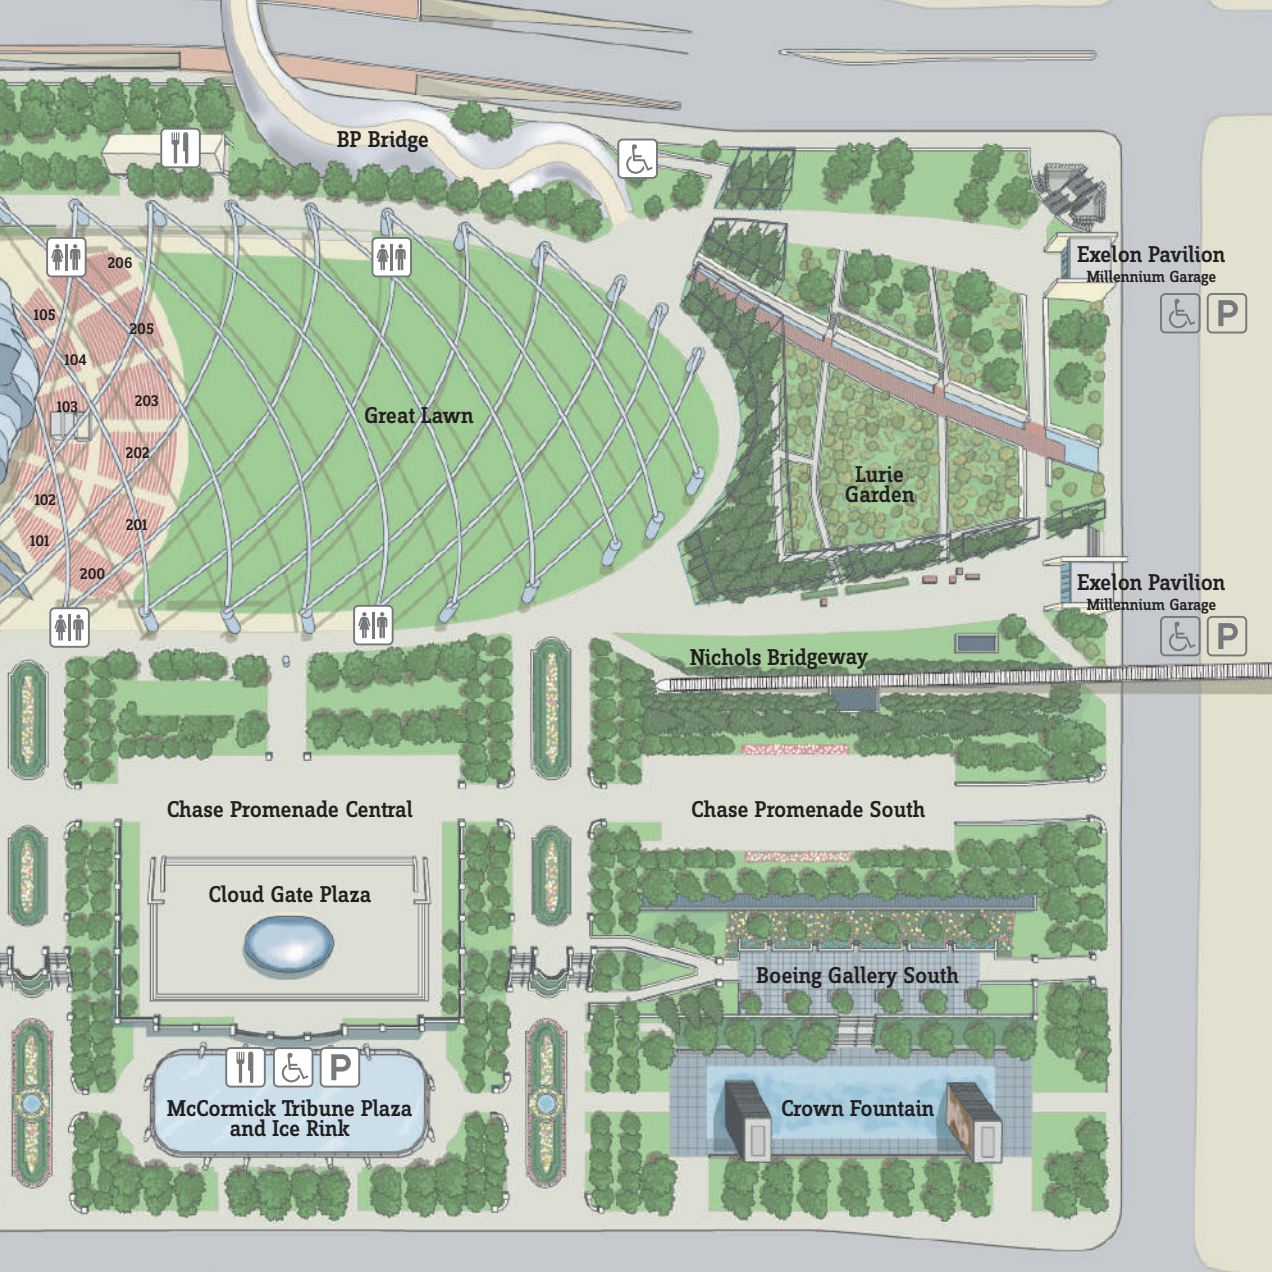 BP Bridge
206
105
205
104
203
103
Great Lawn
202
102
201
101
200
Exelon Pavilion
Millennium Garage
P
Lurie
Garden
Exelon Pavilion
Millennium Garage
P
Nichols Bridgeway
Chase Promenade Central
Chase Promenade South
Cloud Gate Plaza
Boeing Gallery South
P
McCormick Tribune Plaza
and Ice Rink
Crown Fountain